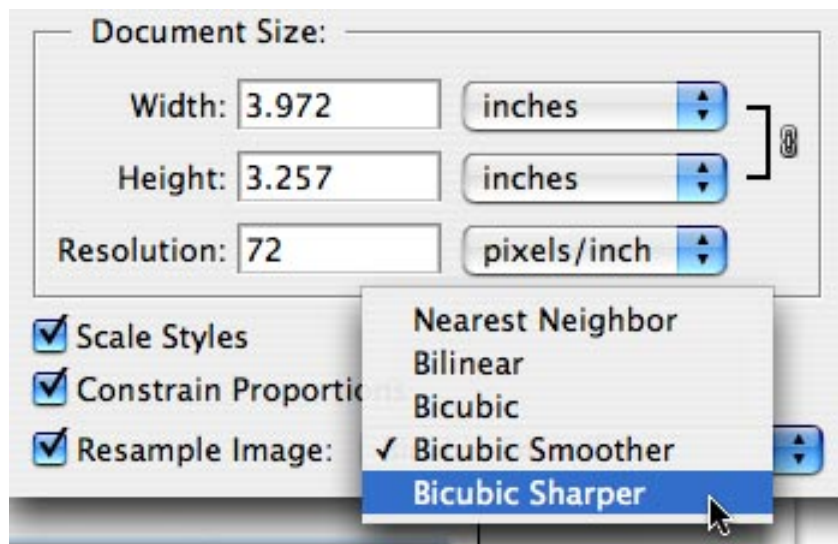 Document Size:
Width: 3.972 inches
Height: 3.257 inches
Resolution: 72 pixels/inch
Scale Styles
Constrain Proportions
Resample Image:
Nearest Neighbor
Bilinear
Bicubic
✓ Bicubic Smoother
Bicubic Sharper